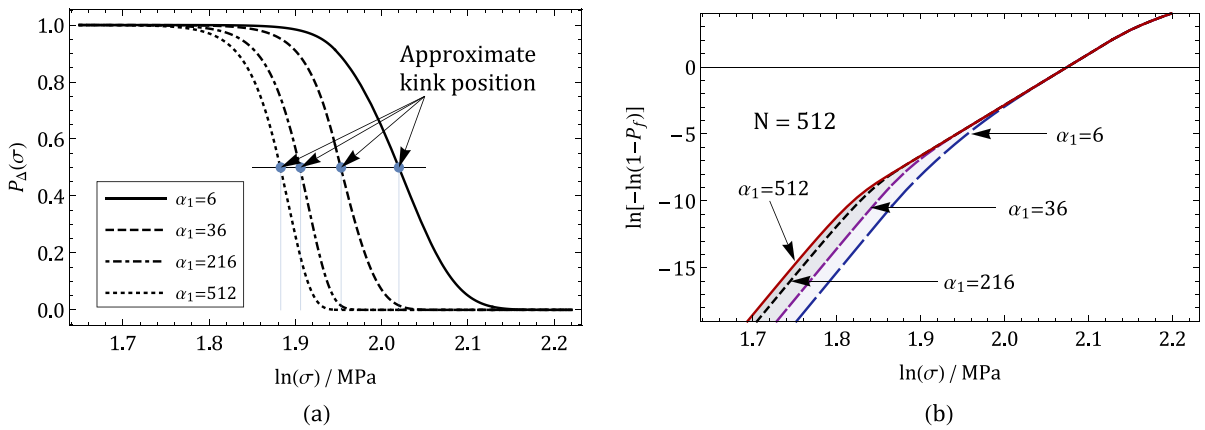 1.0
0.8
0.6
0.4
0.2
0.0
P_Δ(σ)
Approximate
kink position
α₁=6
α₁=36
α₁=216
α₁=512
1.7
1.8
1.9
2.0
2.1
2.2
ln(σ) / MPa
(a)
0
−5
−10
−15
ln[−ln(1−P_f)]
N = 512
α₁=6
α₁=512
α₁=36
α₁=216
1.7
1.8
1.9
2.0
2.1
2.2
ln(σ) / MPa
(b)